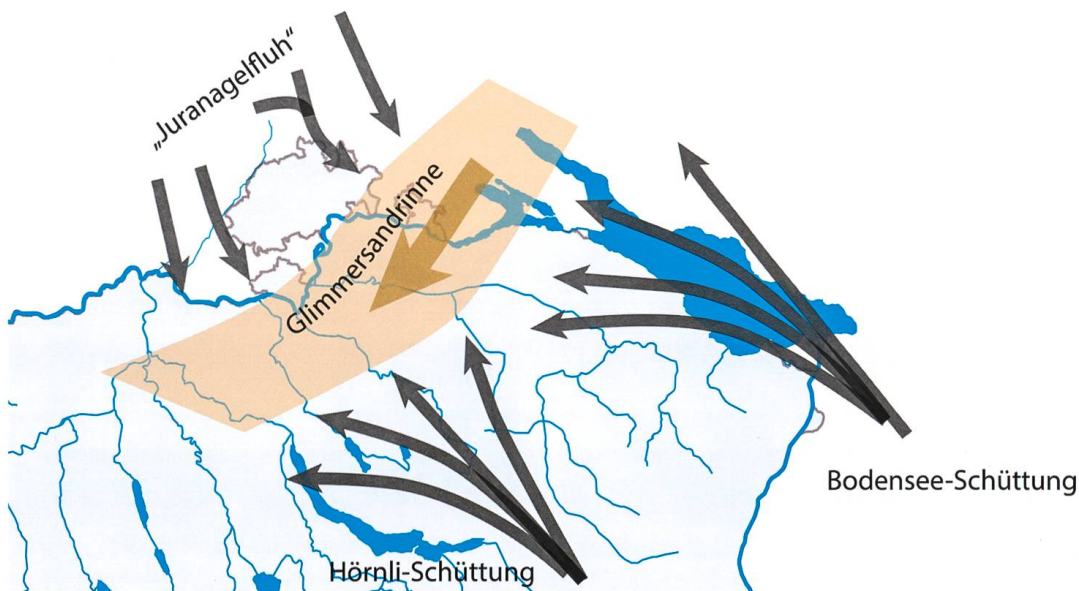 „Juranagelfluh“
Glimmersandrinne
Bodensee-Schüttung
Hörnli-Schüttung